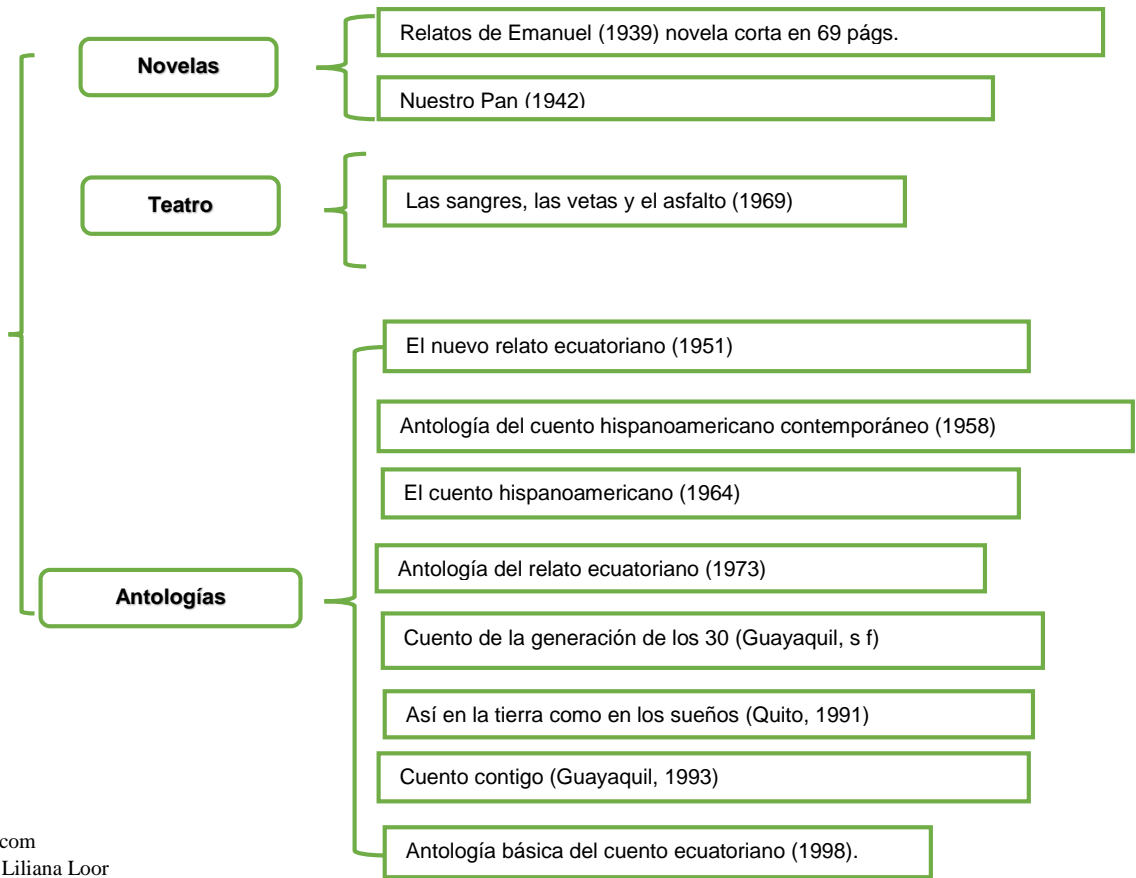 Novelas
Relatos de Emanuel (1939) novela corta en 69 págs.
Nuestro Pan (1942)
Teatro
Las sangres, las vetas y el asfalto (1969)
Antologías
El nuevo relato ecuatoriano (1951)
Antología del cuento hispanoamericano contemporáneo (1958)
El cuento hispanoamericano (1964)
Antología del relato ecuatoriano (1973)
Cuento de la generación de los 30 (Guayaquil, s f)
Así en la tierra como en los sueños (Quito, 1991)
Cuento contigo (Guayaquil, 1993)
Antología básica del cuento ecuatoriano (1998).
com
Liliana Loor